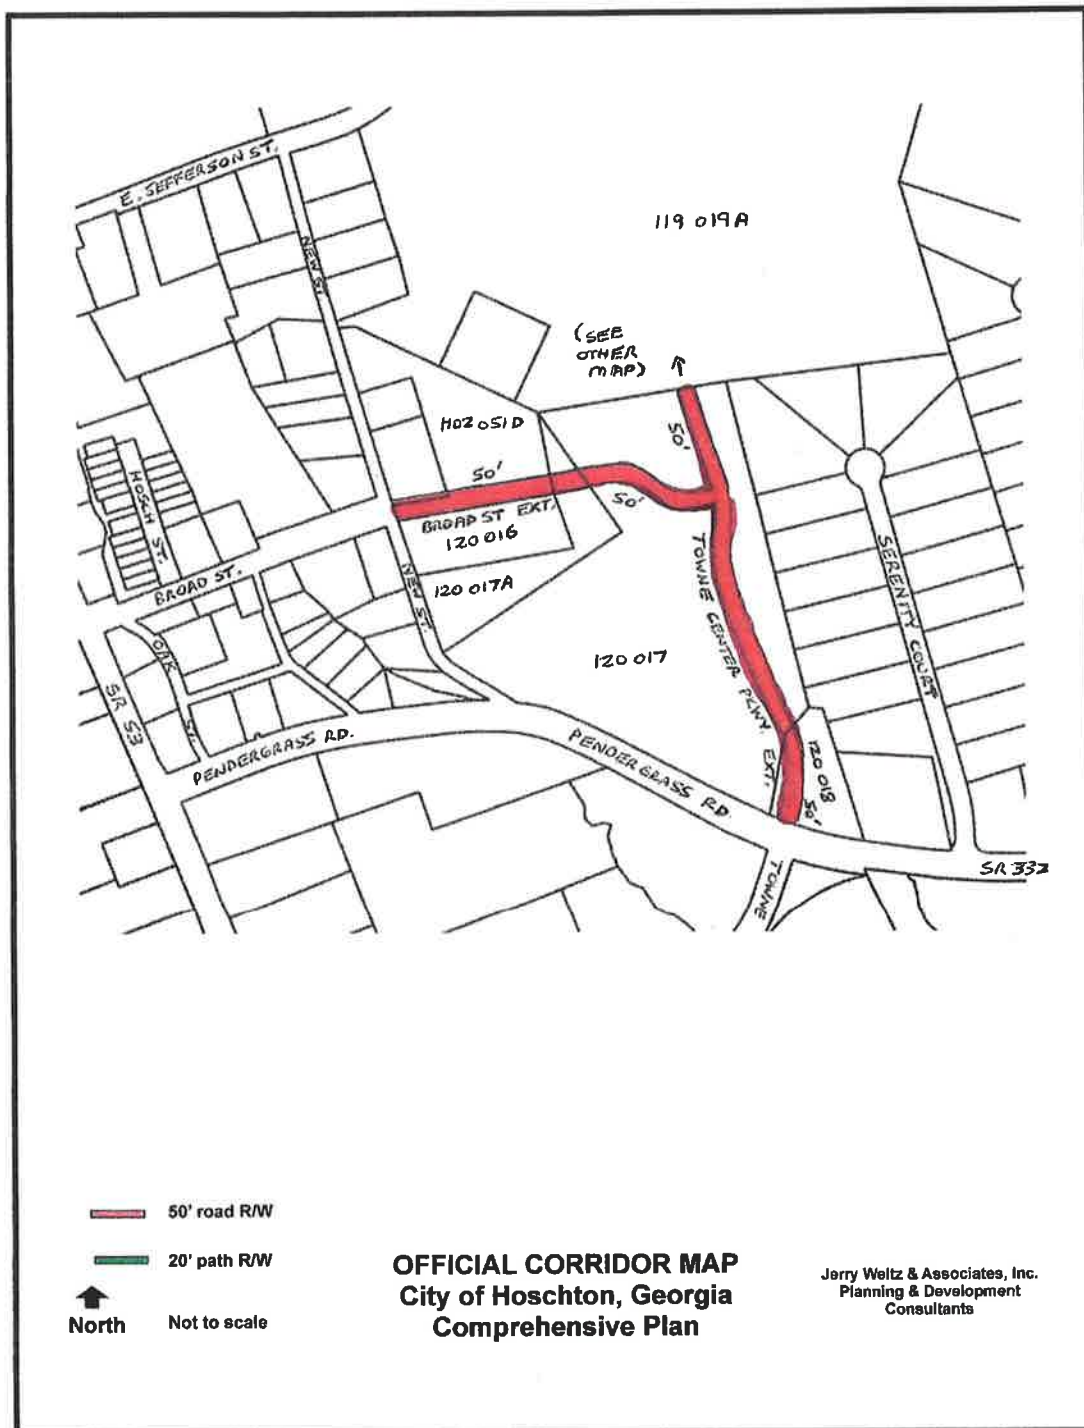 E. JEFFERSON ST.
NEW ST.
119 019A
(SEE
OTHER
MAP)
H02 051D
50'
50'
50'
BROAD ST EXT.
120 016
HOSCH ST.
BROAD ST.
120 017A
NEW ST.
TOWNE CENTER PKWY. EXT.
SERENITY COURT
120 017
OAK ST.
SR 53
PENDERGRASS RD.
PENDERGRASS RD.
120 018
50'
TOWNE
SR 332
50' road R/W
20' path R/W
North
Not to scale
OFFICIAL CORRIDOR MAP
City of Hoschton, Georgia
Comprehensive Plan
Jerry Weitz & Associates, Inc.
Planning & Development
Consultants